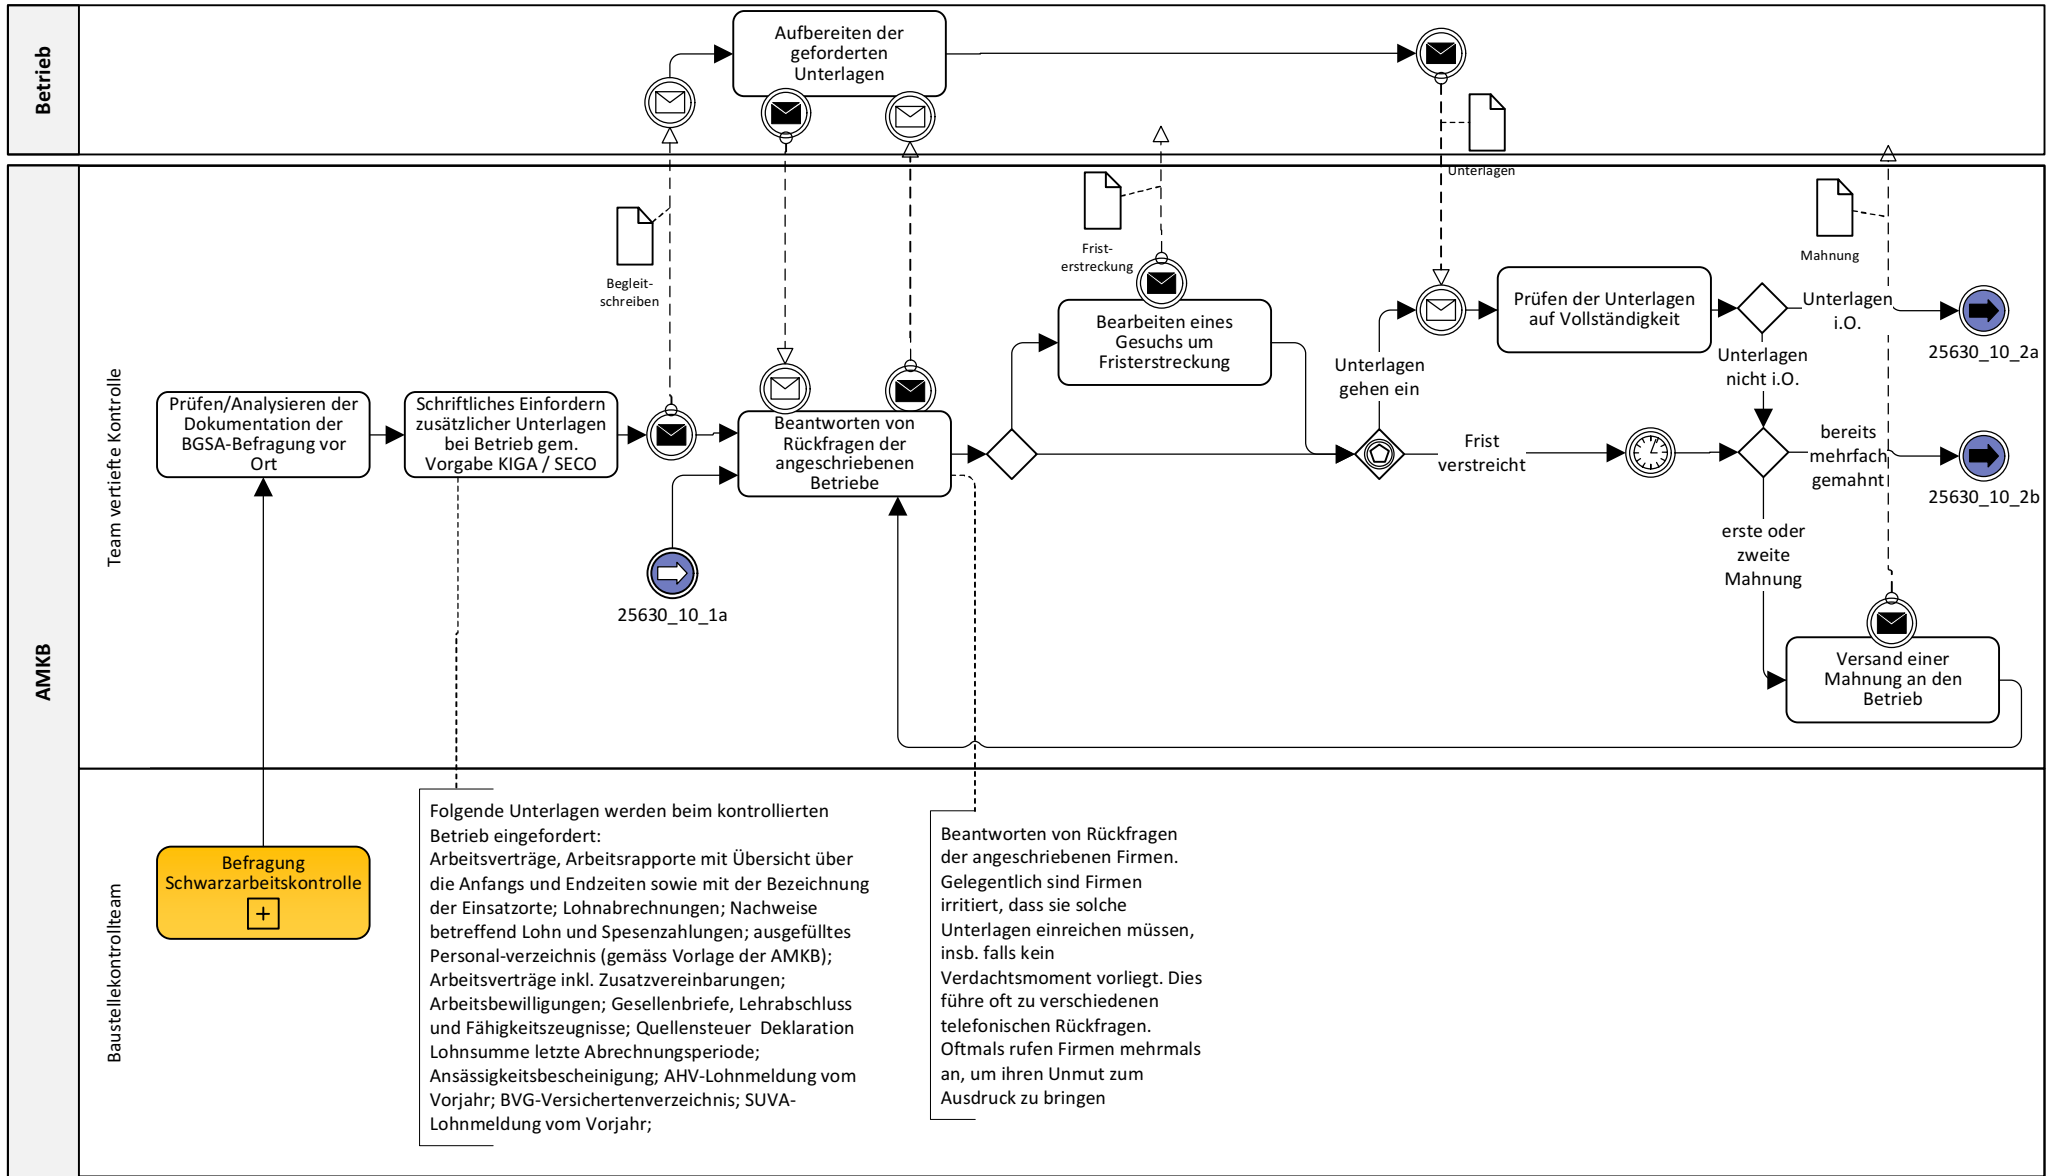 Betrieb
Aufbereiten der
geforderten
Unterlagen
Unterlagen
AMKB
Team vertiefte Kontrolle
Begleit-
schreiben
Frist-
erstreckung
Mahnung
Prüfen/Analysieren der
Dokumentation der
BGSA-Befragung vor
Ort
Schriftliches Einfordern
zusätzlicher Unterlagen
bei Betrieb gem.
Vorgabe KIGA / SECO
25630_10_1a
Beantworten von
Rückfragen der
angeschriebenen
Betriebe
Bearbeiten eines
Gesuchs um
Fristerstreckung
Unterlagen
gehen ein
Frist
verstreicht
Prüfen der Unterlagen
auf Vollständigkeit
Unterlagen
i.O.
25630_10_2a
Unterlagen
nicht i.O.
bereits
mehrfach
gemahnt
25630_10_2b
erste oder
zweite
Mahnung
Versand einer
Mahnung an den
Betrieb
Baustellekontrollteam
Befragung
Schwarzarbeitskontrolle
Folgende Unterlagen werden beim kontrollierten
Betrieb eingefordert:
Arbeitsverträge, Arbeitsrapporte mit Übersicht über
die Anfangs und Endzeiten sowie mit der Bezeichnung
der Einsatzorte; Lohnabrechnungen; Nachweise
betreffend Lohn und Spesenzahlungen; ausgefülltes
Personal-verzeichnis (gemäss Vorlage der AMKB);
Arbeitsverträge inkl. Zusatzvereinbarungen;
Arbeitsbewilligungen; Gesellenbriefe, Lehrabschluss
und Fähigkeitszeugnisse; Quellensteuer Deklaration
Lohnsumme letzte Abrechnungsperiode;
Ansässigkeitsbescheinigung; AHV-Lohnmeldung vom
Vorjahr; BVG-Versichertenverzeichnis; SUVA-
Lohnmeldung vom Vorjahr;
Beantworten von Rückfragen
der angeschriebenen Firmen.
Gelegentlich sind Firmen
irritiert, dass sie solche
Unterlagen einreichen müssen,
insb. falls kein
Verdachtsmoment vorliegt. Dies
führe oft zu verschiedenen
telefonischen Rückfragen.
Oftmals rufen Firmen mehrmals
an, um ihren Unmut zum
Ausdruck zu bringen